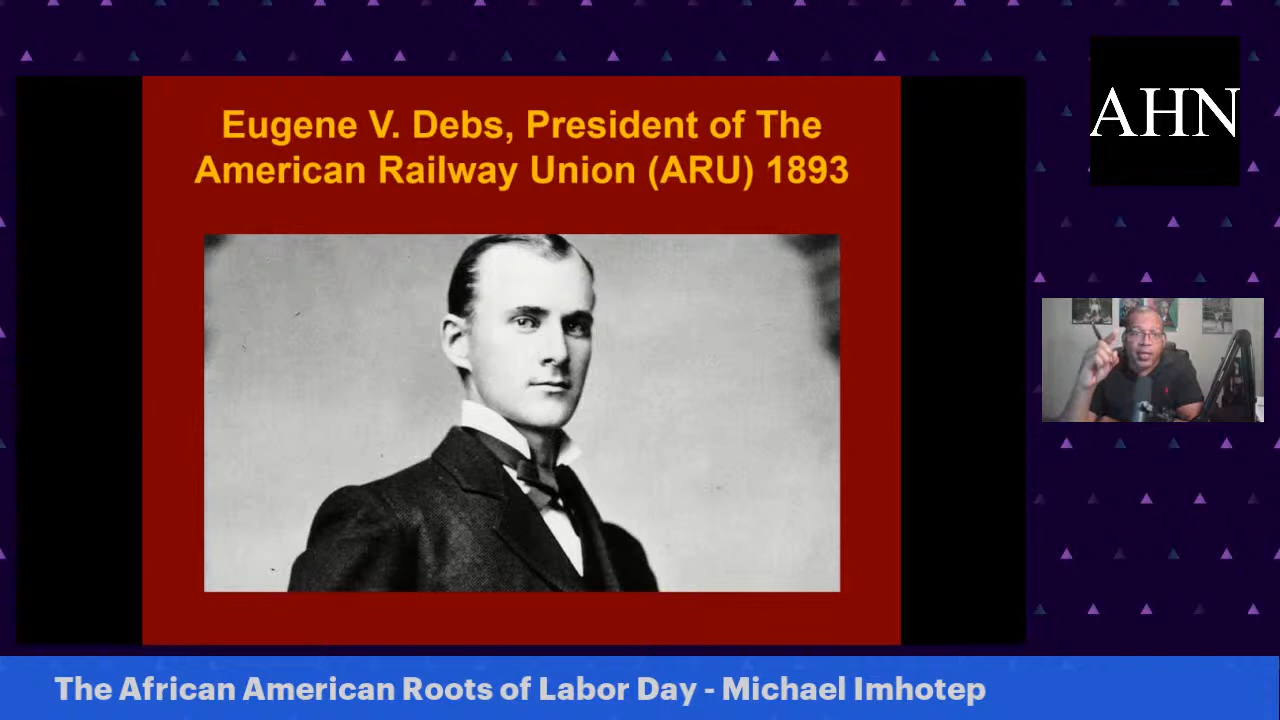 Eugene V. Debs, President of The
American Railway Union (ARU) 1893
AHN
The African American Roots of Labor Day - Michael Imhotep